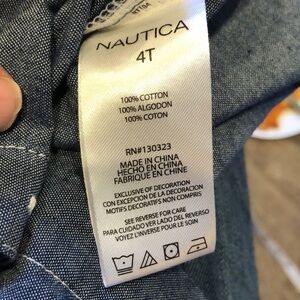 NAUTICA
4T
100% COTTON
100% ALGODON
100% COTON
RN#130323
MADE IN CHINA
HECHO EN CHINA
FABRIQUE EN CHINE
EXCLUSIVE OF DECORATION
CON EXCEPCION DE LA DECORACION
MOTIFS DECORATIFS NON COMPRIS
SEE REVERSE FOR CARE
PARA CUIDADO VER LADO DEL REVERSO
VOYEZ L'INVERSE POUR LE SOIN